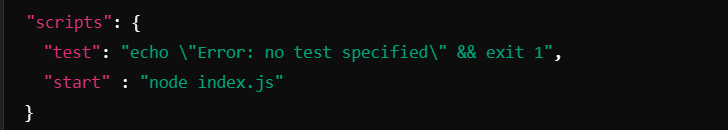 "scripts": {
  "test": "echo \"Error: no test specified\" && exit 1",
  "start" : "node index.js"
}